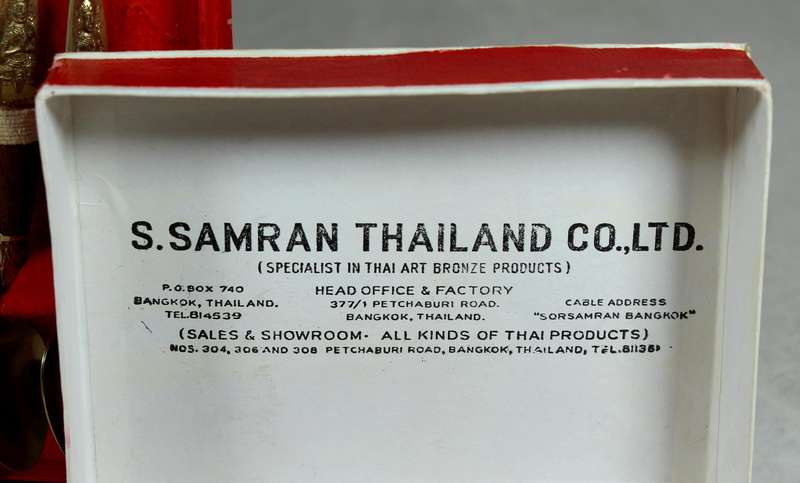 S. SAMRAN THAILAND CO.,LTD.
(SPECIALIST IN THAI ART BRONZE PRODUCTS)
P.O.BOX 740
BANGKOK, THAILAND.
TEL.814539
HEAD OFFICE & FACTORY
377/1 PETCHABURI ROAD.
BANGKOK, THAILAND.
CABLE ADDRESS
"SORSAMRAN BANGKOK"
(SALES & SHOWROOM- ALL KINDS OF THAI PRODUCTS)
NOS. 304, 306 AND 308 PETCHABURI ROAD, BANGKOK, THAILAND, TEL.